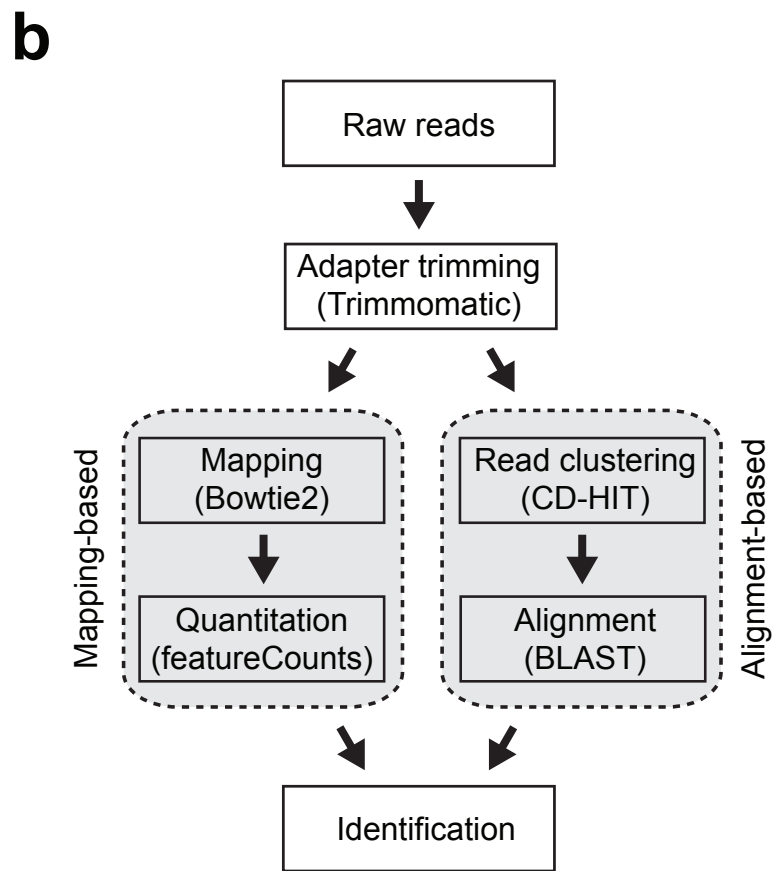 b
Raw reads
Adapter trimming
(Trimmomatic)
Mapping-based
Mapping
(Bowtie2)
Quantitation
(featureCounts)
Read clustering
(CD-HIT)
Alignment
(BLAST)
Alignment-based
Identification